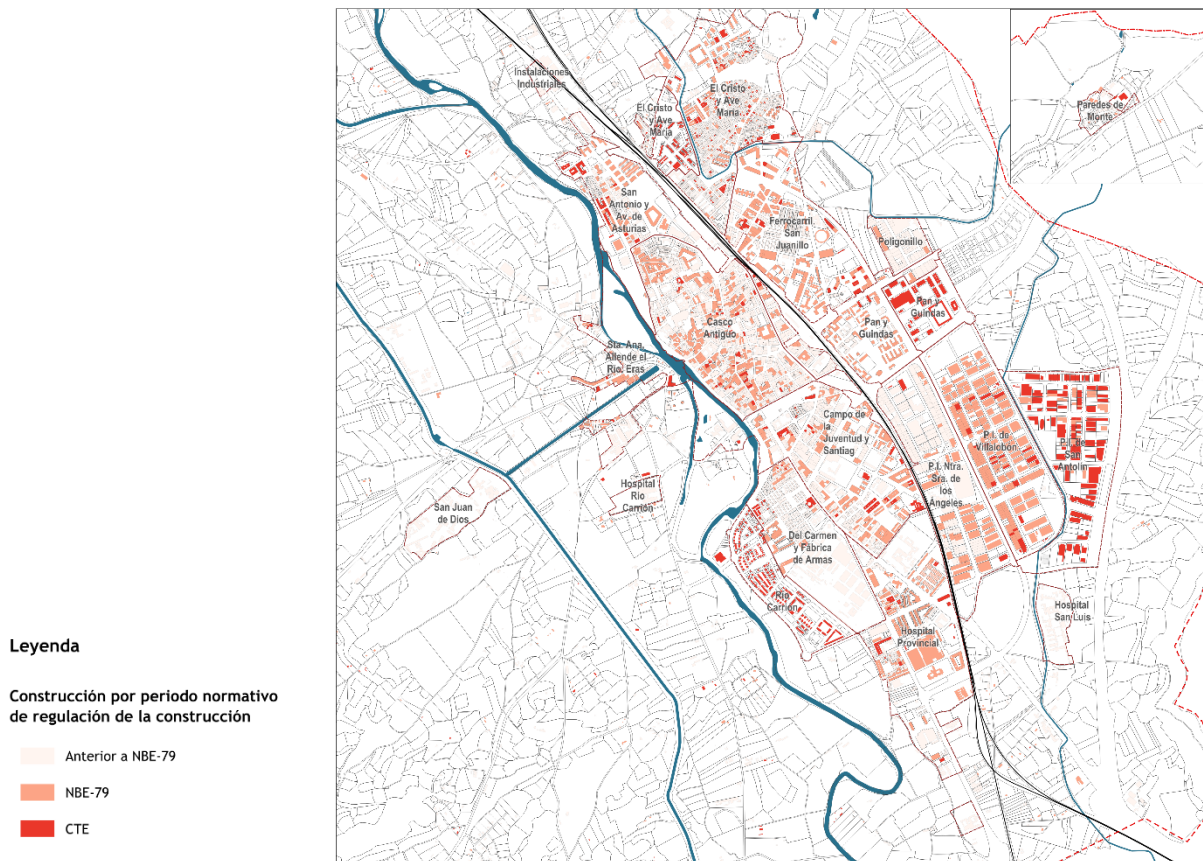 Instalaciones
Industriales
El Cristo
y Ave
María
El Cristo
y Ave
María
Paredes de
Monte
San
Antonio y
Av. de
Asturias
Ferrocarril
San
Juanillo
Poligonillo
Pan y
Guindas
Pan y
Guindas
Casco
Antiguo
Sta. Ana,
Allende el
Río, Eras
Campo de
la
Juventud y
Santiag
P.I. de
Villalobón
P.I. de
San
Antolín
P.I. Ntra.
Sra. de
los
Ángeles
Hospital
Río
Carrión
San Juan
de Dios
Del Carmen
y Fábrica
de Armas
Río
Carrión
Hospital
Provincial
Hospital
San Luis
Leyenda
Construcción por periodo normativo
de regulación de la construcción
Anterior a NBE-79
NBE-79
CTE